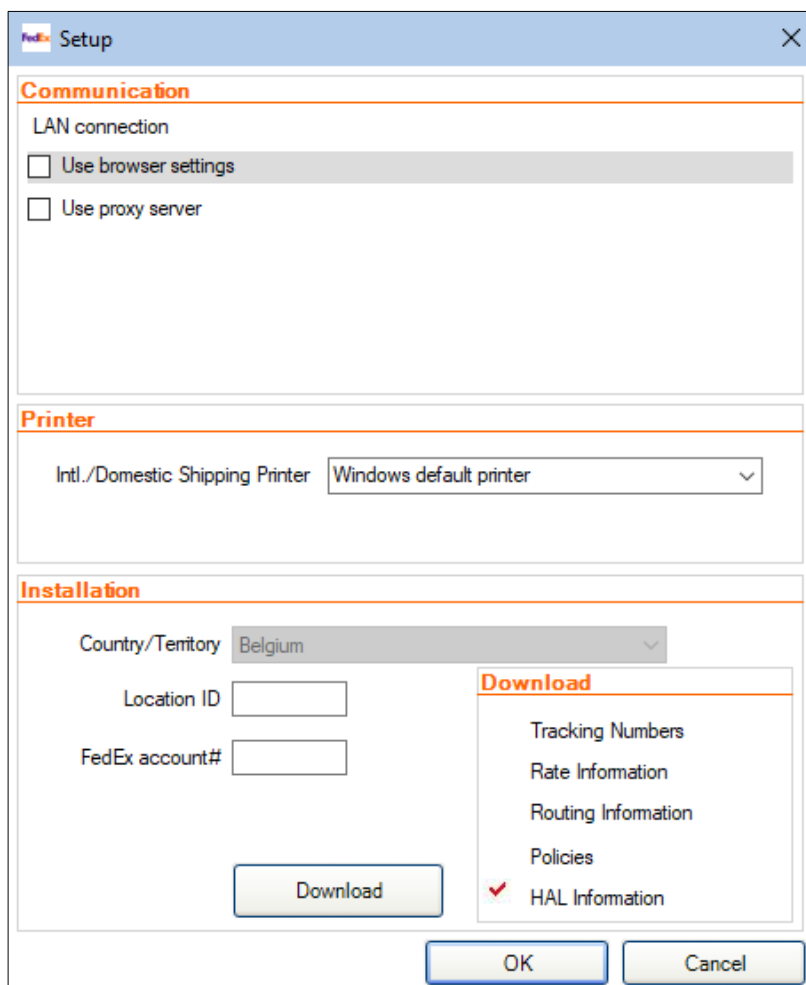 FedEx Setup
Communication
LAN connection
Use browser settings
Use proxy server
Printer
Intl./Domestic Shipping Printer Windows default printer
Installation
Country/Territory Belgium
Location ID
FedEx account#
Download
Download
Tracking Numbers
Rate Information
Routing Information
Policies
HAL Information
OK Cancel